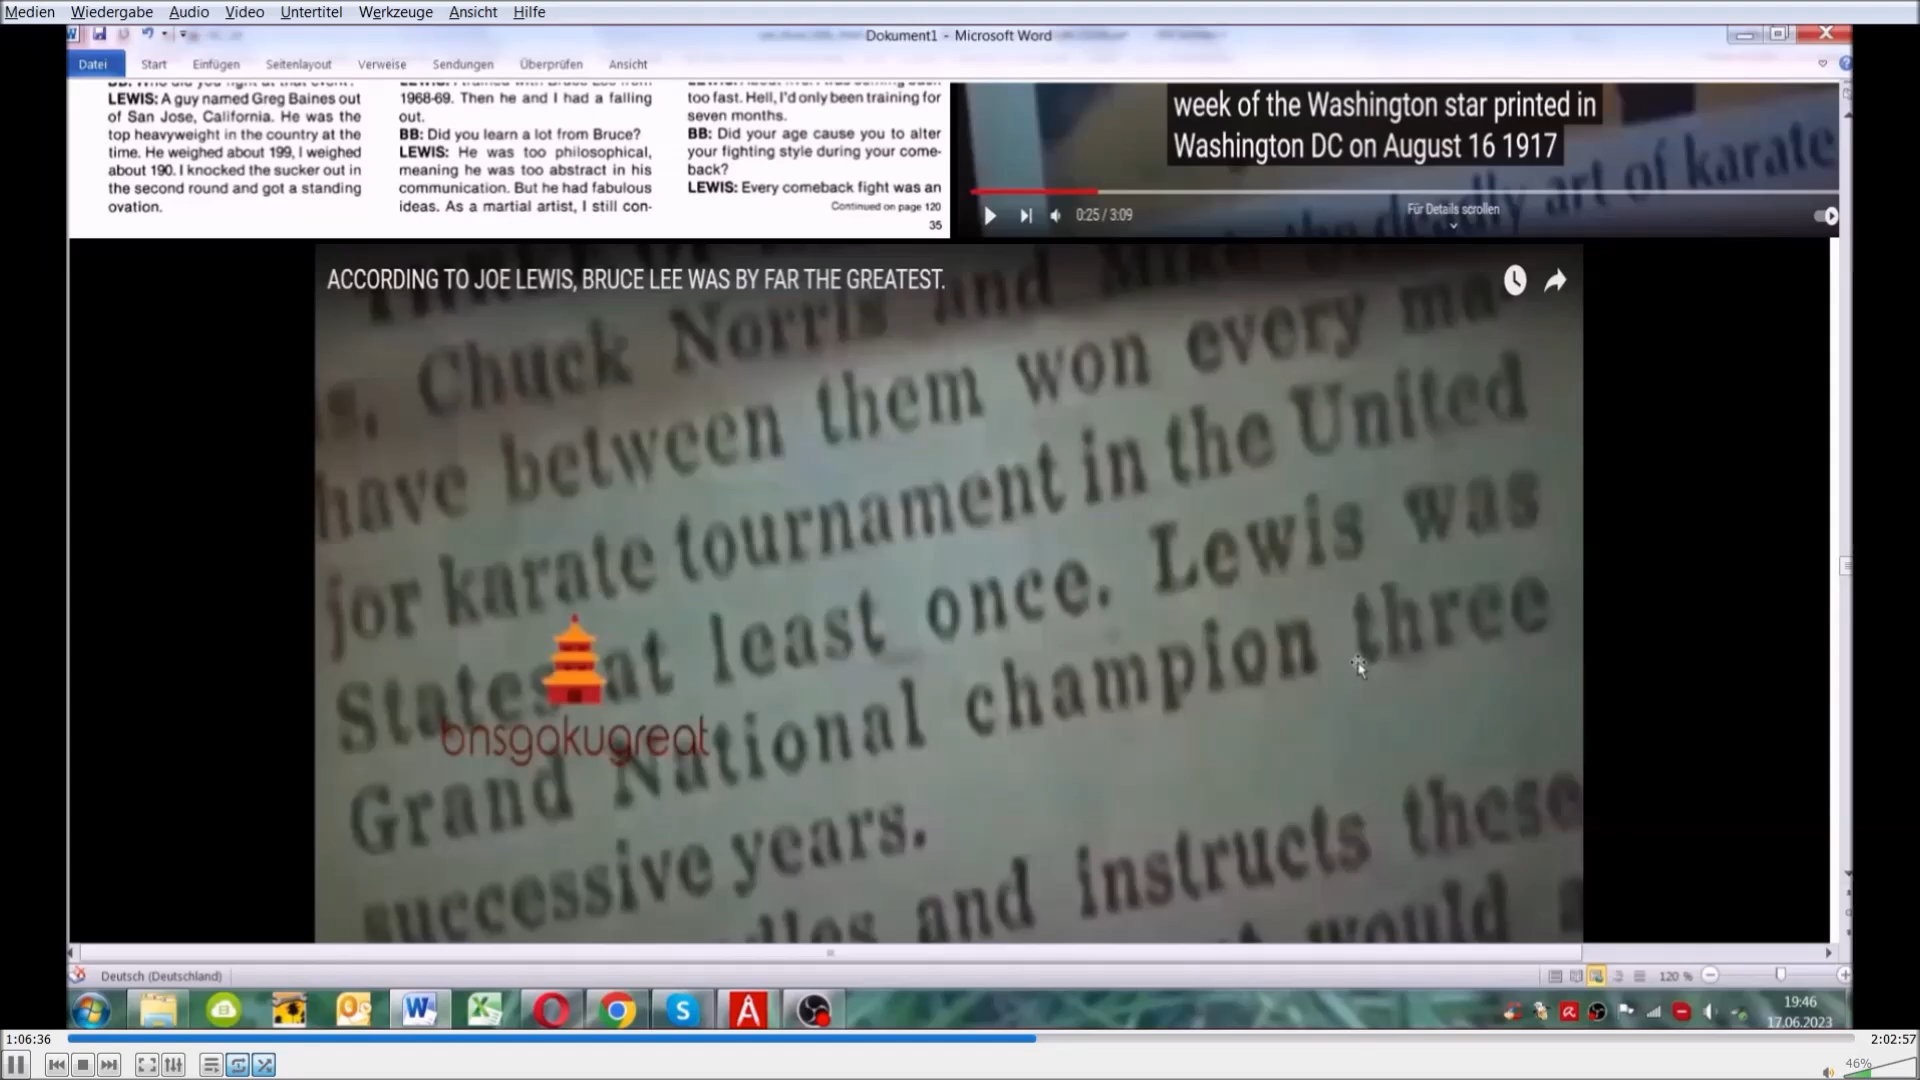 Medien Wiedergabe Audio Video Untertitel Werkzeuge Ansicht Hilfe
Dokument1 - Microsoft Word
Datei Start Einfügen Seitenlayout Verweise Sendungen Überprüfen Ansicht
LEWIS: A guy named Greg Baines out
of San Jose, California. He was the
top heavyweight in the country at the
time. He weighed about 199, I weighed
about 190. I knocked the sucker out in
the second round and got a standing
ovation.
1968-69. Then he and I had a falling
out.
BB: Did you learn a lot from Bruce?
LEWIS: He was too philosophical,
meaning he was too abstract in his
communication. But he had fabulous
ideas. As a martial artist, I still con-
too fast. Hell, I'd only been training for
seven months.
BB: Did your age cause you to alter
your fighting style during your come-
back?
LEWIS: Every comeback fight was an
Continued on page 120
35
week of the Washington star printed in
Washington DC on August 16 1917
the deadly art of karate
0:25 / 3:09
Für Details scrollen
ACCORDING TO JOE LEWIS, BRUCE LEE WAS BY FAR THE GREATEST.
Chuck Norris and
have between them won every ma-
jor karate tournament in the United
States at least once. Lewis was
Grand National champion three
successive years.
and instructs these
would
bnsgokugreat
Deutsch (Deutschland)
120 %
19:46
17.06.2023
1:06:36
2:02:57
46%